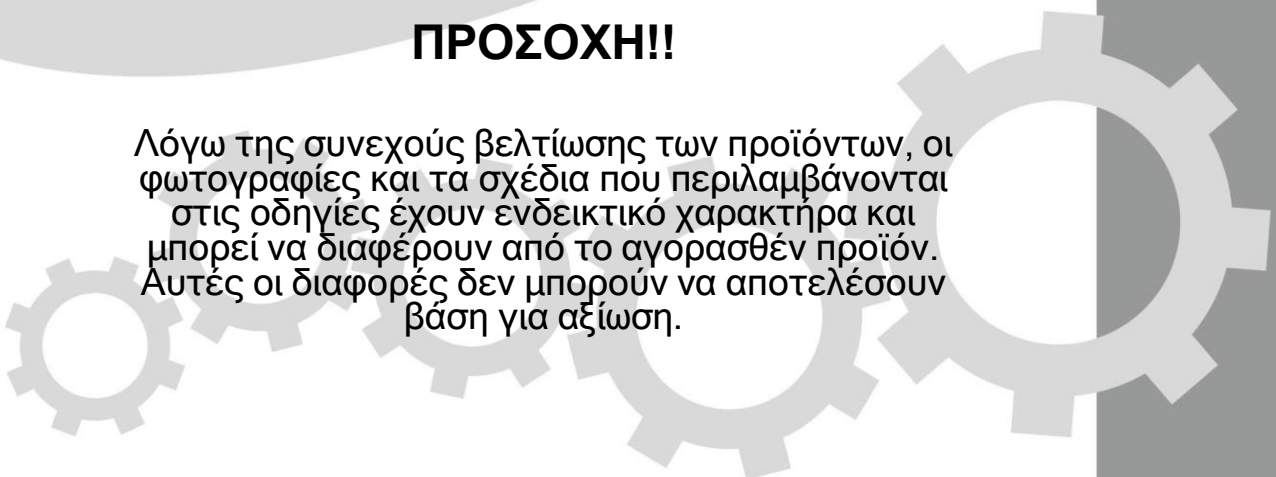 ΠΡΟΣΟΧΗ!!
Λόγω της συνεχούς βελτίωσης των προϊόντων, οι
φωτογραφίες και τα σχέδια που περιλαμβάνονται
στις οδηγίες έχουν ενδεικτικό χαρακτήρα και
μπορεί να διαφέρουν από το αγορασθέν προϊόν.
Αυτές οι διαφορές δεν μπορούν να αποτελέσουν
βάση για αξίωση.